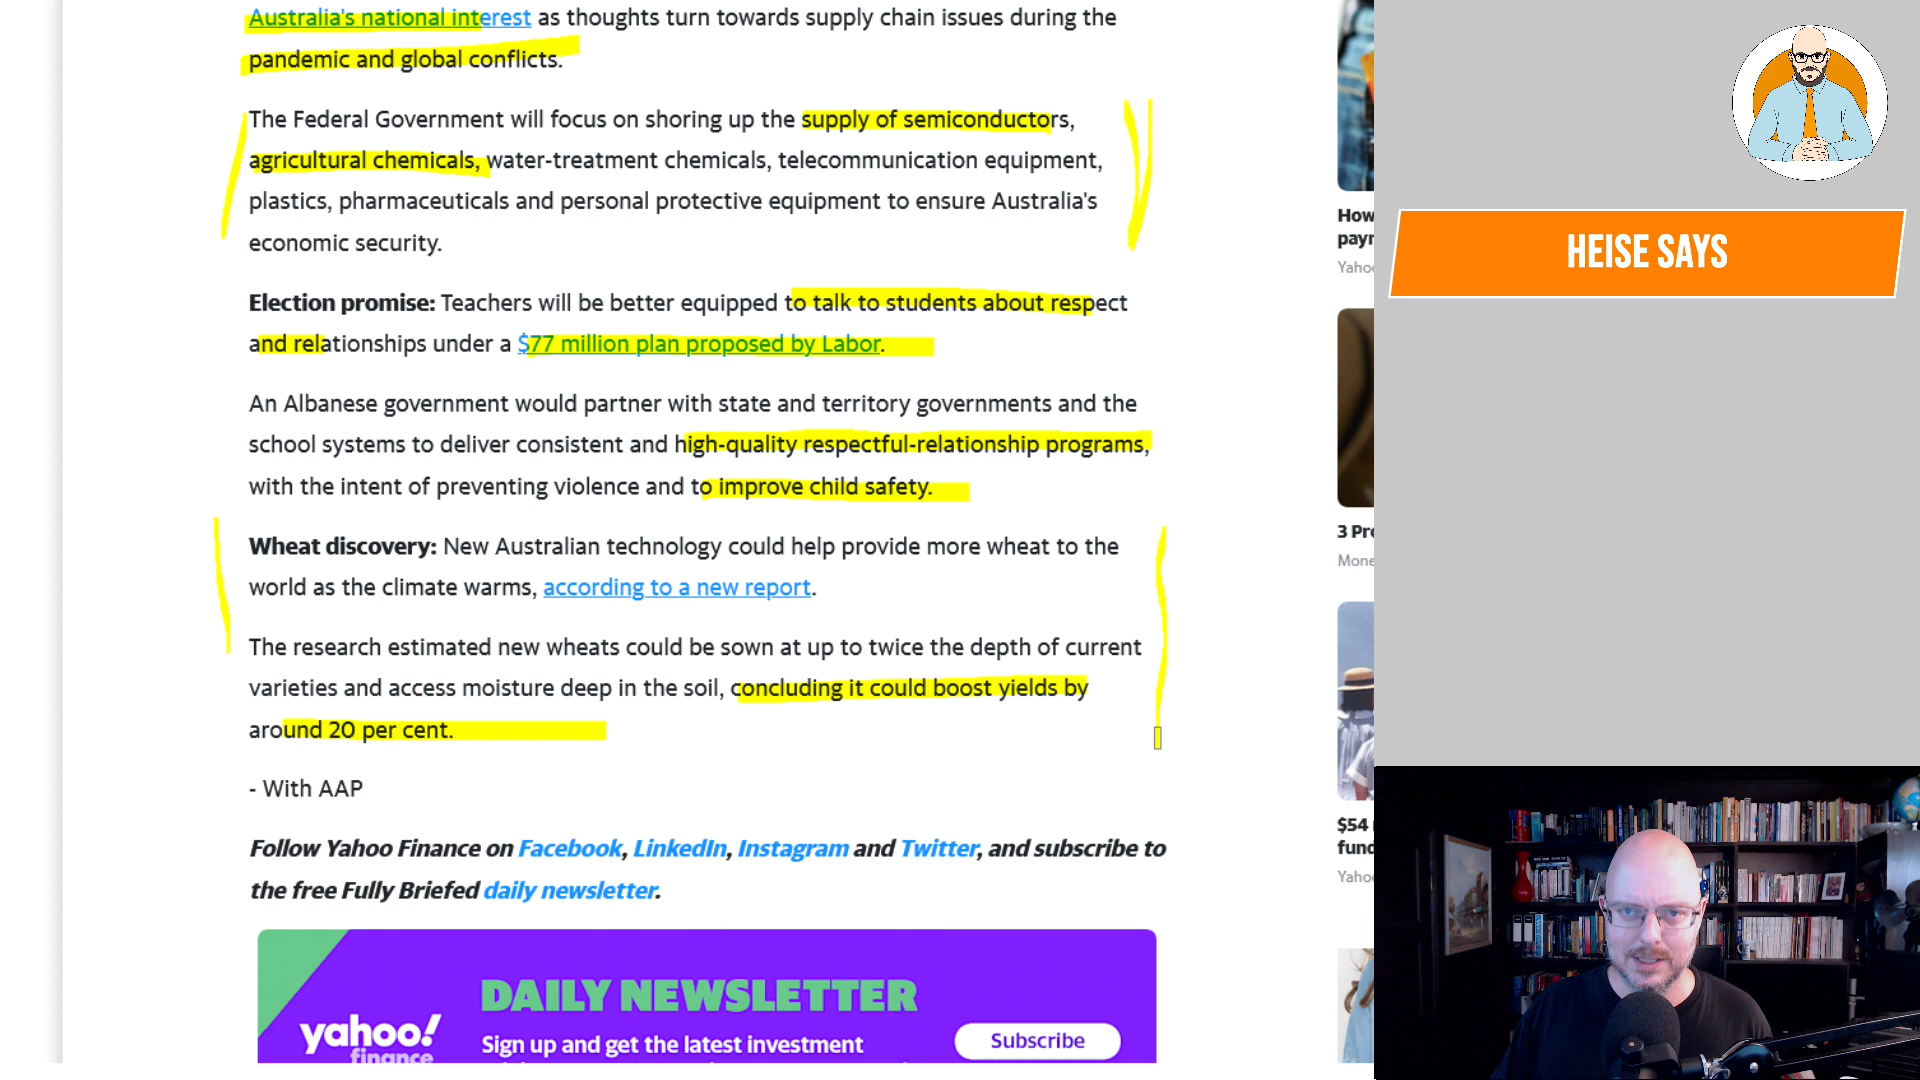 Australia's national interest as thoughts turn towards supply chain issues during the
pandemic and global conflicts.
The Federal Government will focus on shoring up the supply of semiconductors,
agricultural chemicals, water-treatment chemicals, telecommunication equipment,
plastics, pharmaceuticals and personal protective equipment to ensure Australia's
economic security.
Election promise: Teachers will be better equipped to talk to students about respect
and relationships under a $77 million plan proposed by Labor.
An Albanese government would partner with state and territory governments and the
school systems to deliver consistent and high-quality respectful-relationship programs,
with the intent of preventing violence and to improve child safety.
Wheat discovery: New Australian technology could help provide more wheat to the
world as the climate warms, according to a new report.
The research estimated new wheats could be sown at up to twice the depth of current
varieties and access moisture deep in the soil, concluding it could boost yields by
around 20 per cent.
- With AAP
Follow Yahoo Finance on Facebook, LinkedIn, Instagram and Twitter, and subscribe to
the free Fully Briefed daily newsletter.
yahoo!
finance
DAILY NEWSLETTER
Sign up and get the latest investment
Subscribe
How
payr
Yahoo
3 Pr
Mone
$54
fund
Yaho
HEISE SAYS